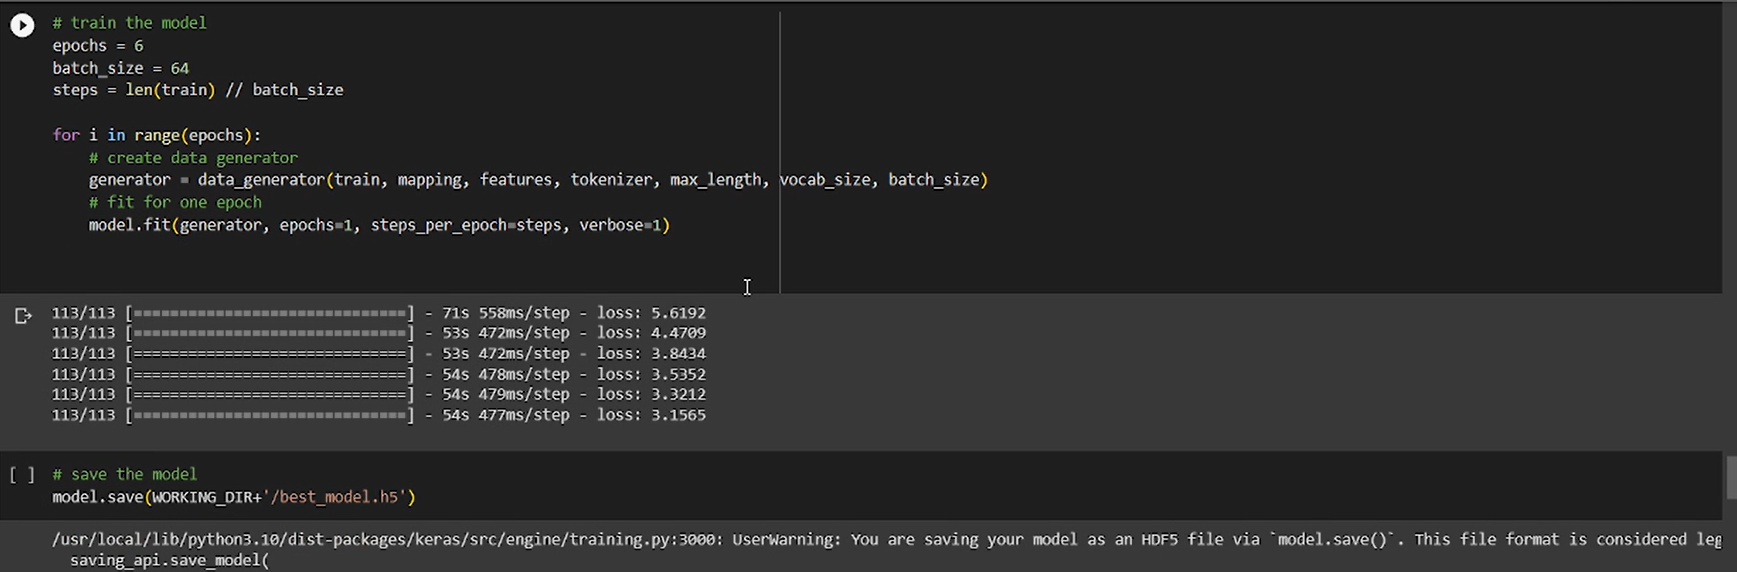 # train the model
epochs = 6
batch_size = 64
steps = len(train) // batch_size
for i in range(epochs):
# create data generator
generator = data_generator(train, mapping, features, tokenizer, max_length, vocab_size, batch_size)
# fit for one epoch
model.fit(generator, epochs=1, steps_per_epoch=steps, verbose=1)
113/113 [==============================] - 71s 558ms/step - loss: 5.6192
113/113 [==============================] - 53s 472ms/step - loss: 4.4709
113/113 [==============================] - 53s 472ms/step - loss: 3.8434
113/113 [==============================] - 54s 478ms/step - loss: 3.5352
113/113 [==============================] - 54s 479ms/step - loss: 3.3212
113/113 [==============================] - 54s 477ms/step - loss: 3.1565
[ ] # save the model
model.save(WORKING_DIR+'/best_model.h5')
/usr/local/lib/python3.10/dist-packages/keras/src/engine/training.py:3000: UserWarning: You are saving your model as an HDF5 file via `model.save()`. This file format is considered leg
saving_api.save_model(